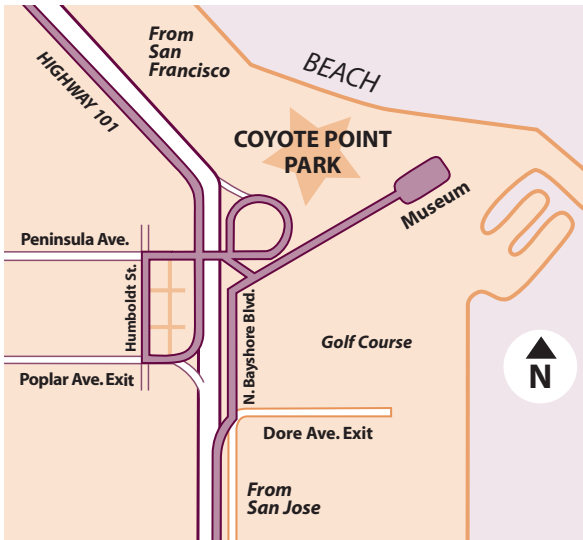 From
San
Francisco
HIGHWAY 101
BEACH
COYOTE POINT
PARK
Museum
Peninsula Ave.
Humboldt St.
N. Bayshore Blvd.
Golf Course
N
Poplar Ave. Exit
Dore Ave. Exit
From
San Jose